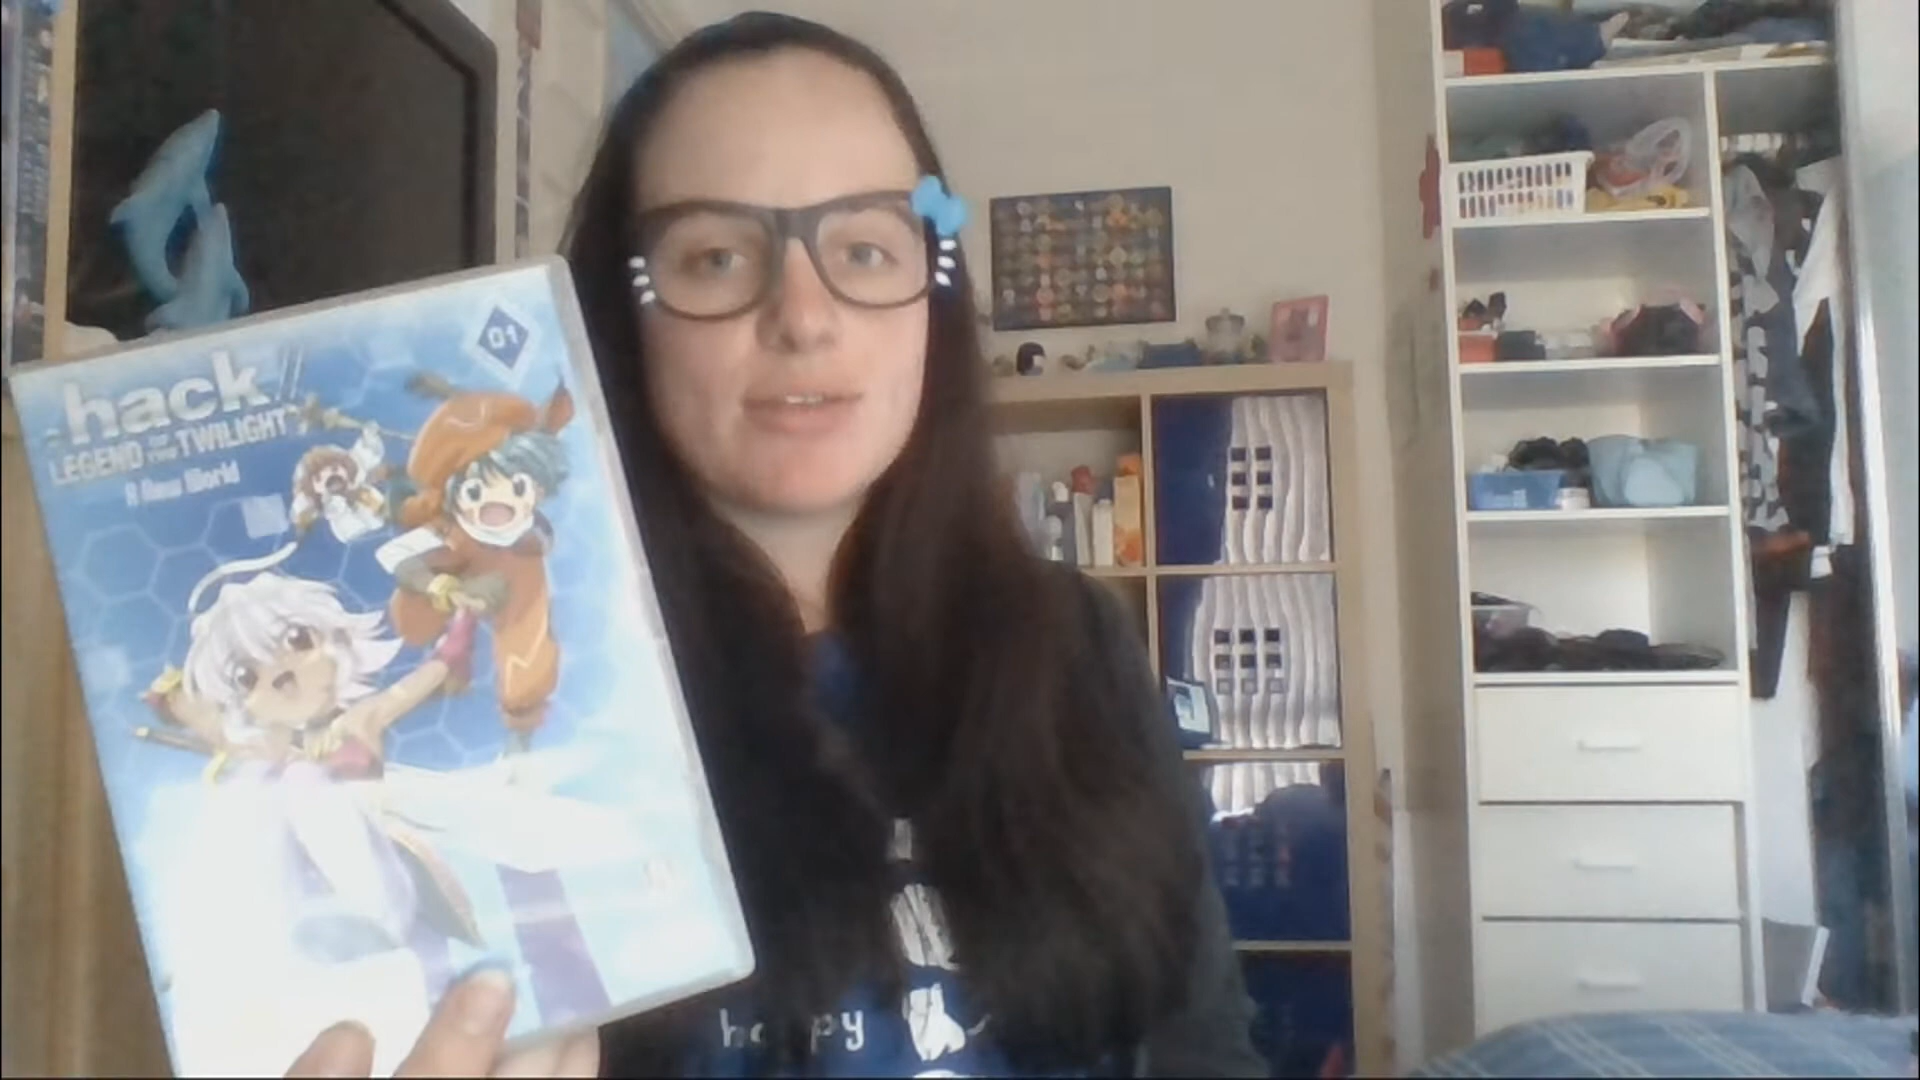 .hack//
LEGEND OF THE TWILIGHT
A New World
01
happy